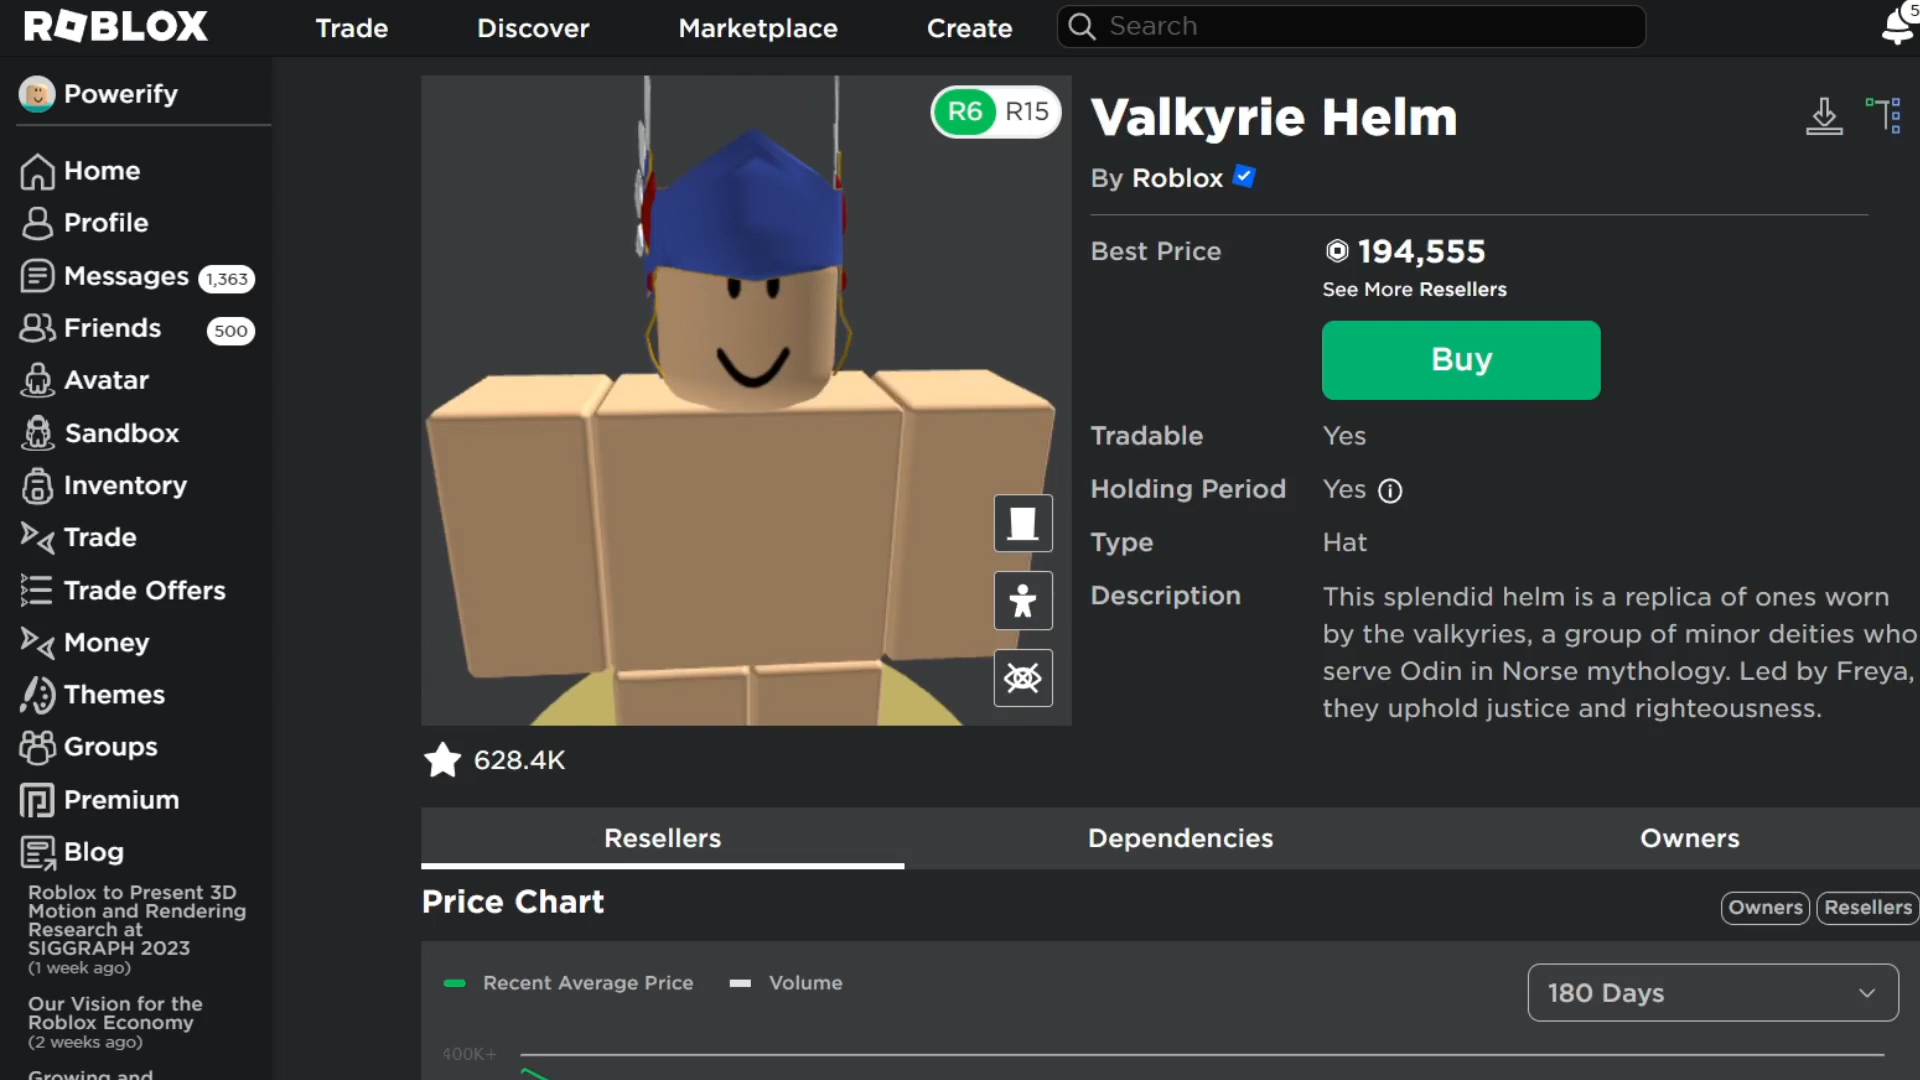 ROBLOX
Trade
Discover
Marketplace
Create
Search
5
Powerify
Home
Profile
Messages 1,363
Friends 500
Avatar
Sandbox
Inventory
Trade
Trade Offers
Money
Themes
Groups
Premium
Blog
Roblox to Present 3D
Motion and Rendering
Research at
SIGGRAPH 2023
(1 week ago)
Our Vision for the
Roblox Economy
(2 weeks ago)
Growing and
R6 R15
628.4K
Valkyrie Helm
By Roblox
Best Price 194,555
See More Resellers
Buy
Tradable Yes
Holding Period Yes
Type Hat
Description This splendid helm is a replica of ones worn
by the valkyries, a group of minor deities who
serve Odin in Norse mythology. Led by Freya,
they uphold justice and righteousness.
Resellers
Dependencies
Owners
Price Chart
Owners Resellers
Recent Average Price Volume
180 Days
400K+